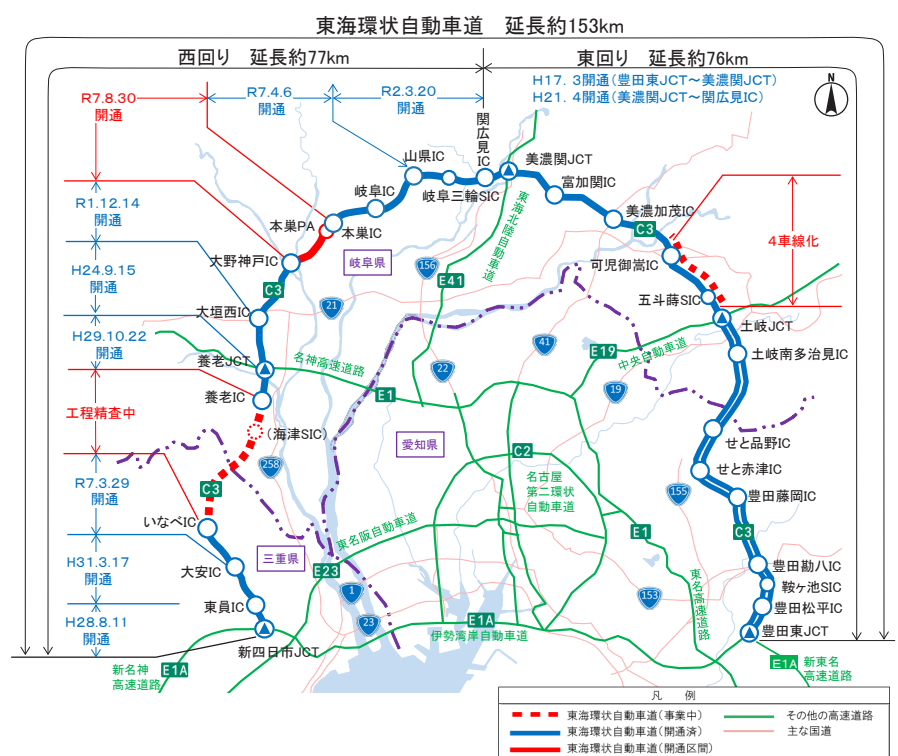 東海環状自動車道 延長約153km
西回り 延長約77km
東回り 延長約76km
H17. 3開通(豊田東JCT～美濃関JCT)
H21. 4開通(美濃関JCT～関広見IC)
N
R7.8.30
開通
R7.4.6
開通
R2.3.20
開通
関広見IC
美濃関JCT
山県IC
岐阜三輪SIC
富加関IC
岐阜IC
美濃加茂IC
C3
本巣PA
本巣IC
東海北陸自動車道
4車線化
R1.12.14
開通
大野神戸IC
岐阜県
156
可児御嵩IC
H24.9.15
開通
C3
21
E41
五斗蒔SIC
大垣西IC
土岐JCT
H29.10.22
開通
養老JCT
名神高速道路
41
E19
中央自動車道
土岐南多治見IC
22
19
E1
養老IC
工程精査中
(海津SIC)
愛知県
せと品野IC
C2
258
せと赤津IC
R7.3.29
開通
C3
名古屋
第二環状
自動車道
155
豊田藤岡IC
いなべIC
東名阪自動車道
E1
C3
H31.3.17
開通
三重県
大安IC
E23
豊田勘八IC
鞍ヶ池SIC
1
153
東名高速道路
東員IC
豊田松平IC
H28.8.11
開通
23
E1A
伊勢湾岸自動車道
豊田東JCT
新四日市JCT
新名神
高速道路
E1A
E1A
新東名
高速道路
凡 例
東海環状自動車道(事業中)
その他の高速道路
東海環状自動車道(開通済)
主な国道
東海環状自動車道(開通区間)